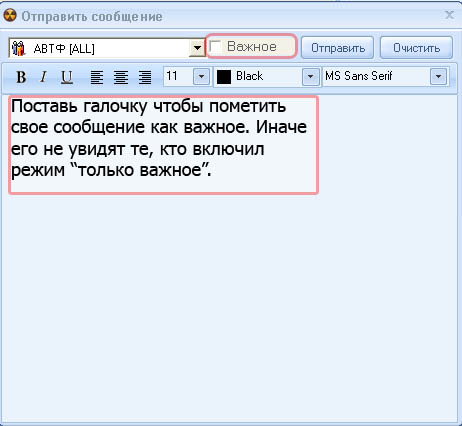 Отправить сообщение
АВТФ [ALL]
Важное
Отправить
Очистить
B I U
11
Black
MS Sans Serif
Поставь галочку чтобы пометить
свое сообщение как важное. Иначе
его не увидят те, кто включил
режим “только важное”.